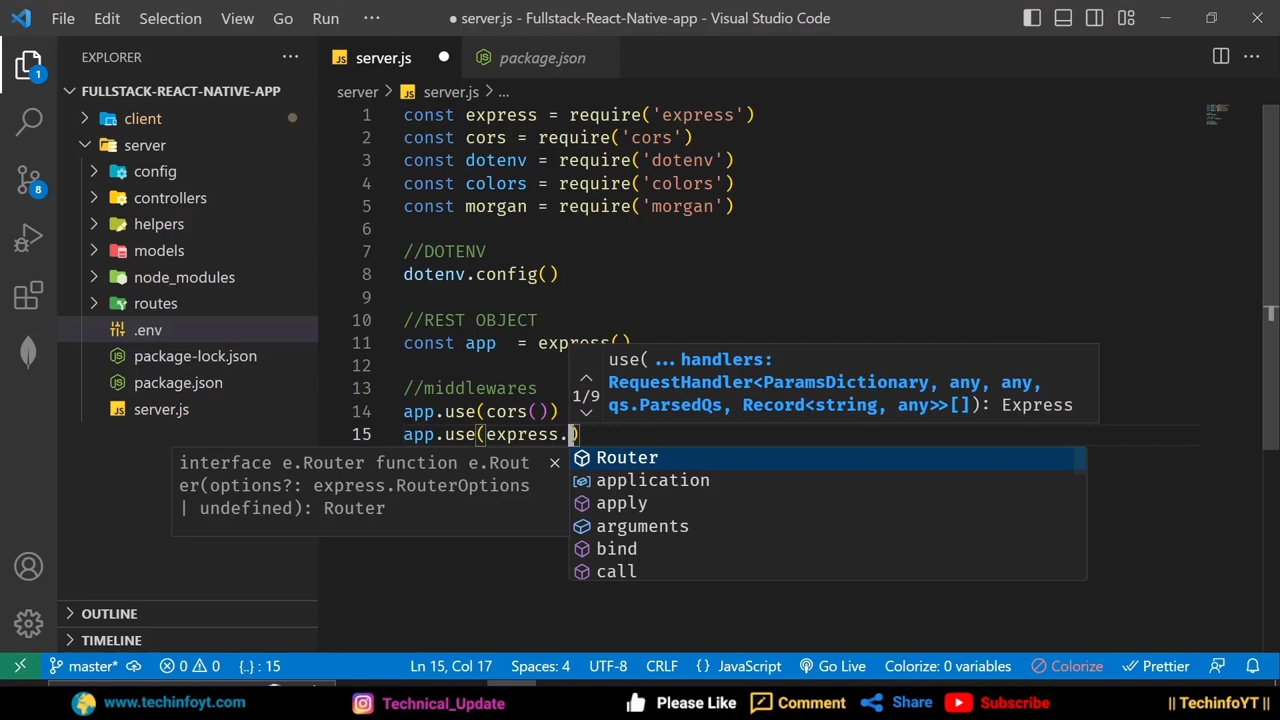 File Edit Selection View Go Run ··· ● server.js - Fullstack-React-Native-app - Visual Studio Code
EXPLORER ···
server.js ●
package.json
···
1
8
FULLSTACK-REACT-NATIVE-APP
client
server
config
controllers
helpers
models
node_modules
routes
.env
package-lock.json
package.json
server.js
OUTLINE
TIMELINE
server > server.js > ...
1 const express = require('express')
2 const cors = require('cors')
3 const dotenv = require('dotenv')
4 const colors = require('colors')
5 const morgan = require('morgan')
6
7 //DOTENV
8 dotenv.config()
9
10 //REST OBJECT
11 const app = express()
12
13 //middlewares
14 app.use(cors())
15 app.use(express.)
1/9
use( ...handlers:
RequestHandler<ParamsDictionary, any, any,
qs.ParsedQs, Record<string, any>>[]): Express
interface e.Router function e.Rout
er(options?: express.RouterOptions
| undefined): Router
Router
application
apply
arguments
bind
call
master* 0 0 {..} : 15 Ln 15, Col 17 Spaces: 4 UTF-8 CRLF {} JavaScript Go Live Colorize: 0 variables Colorize Prettier
www.techinfoyt.com Technical_Update Please Like Comment Share Subscribe || TechinfoYT ||